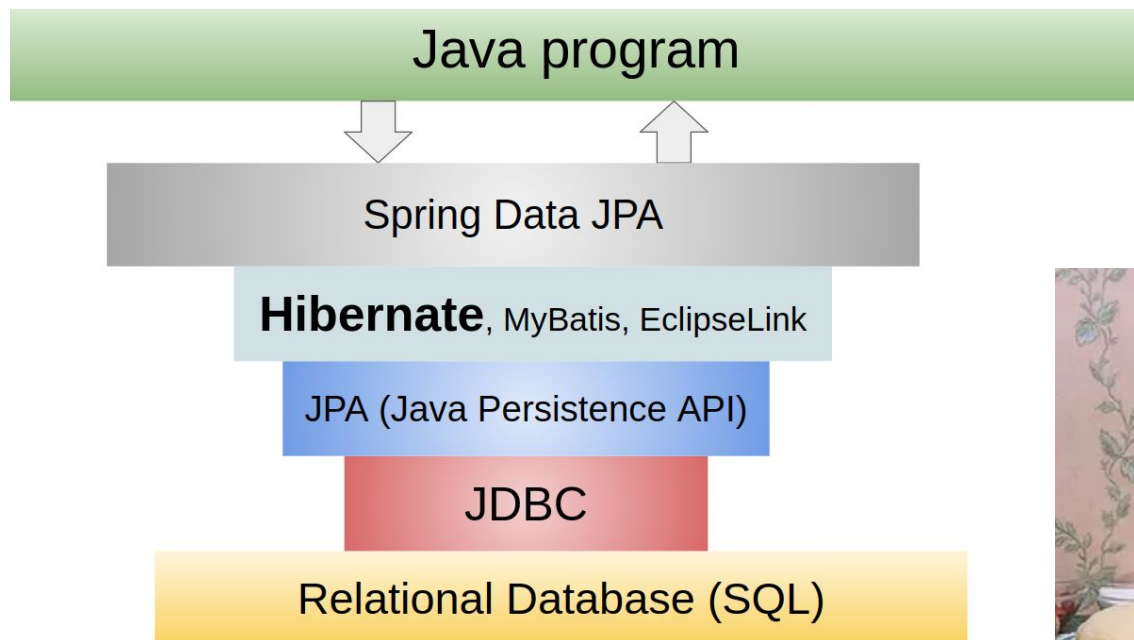 Java program
Spring Data JPA
Hibernate, MyBatis, EclipseLink
JPA (Java Persistence API)
JDBC
Relational Database (SQL)